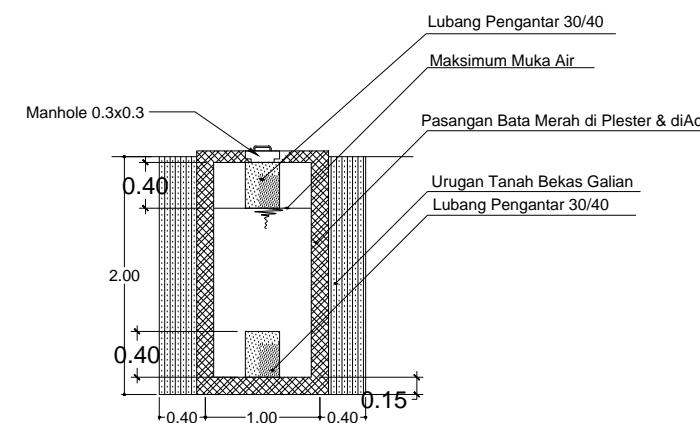 Lubang Pengantar 30/40
Maksimum Muka Air
Manhole 0.3x0.3
Pasangan Bata Merah di Plester & diAc
0.40
Urugan Tanah Bekas Galian
Lubang Pengantar 30/40
2.00
0.40
0.15
0.40
1.00
0.40